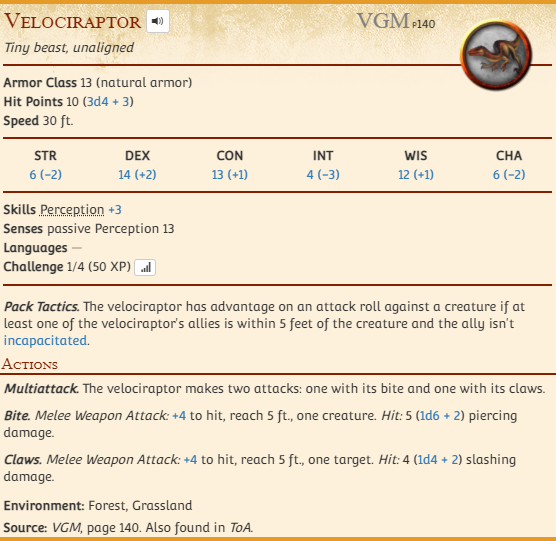 Velociraptor
VGM P140
Tiny beast, unaligned
Armor Class 13 (natural armor)
Hit Points 10 (3d4 + 3)
Speed 30 ft.
STR DEX CON INT WIS CHA
6 (−2) 14 (+2) 13 (+1) 4 (−3) 12 (+1) 6 (−2)
Skills Perception +3
Senses passive Perception 13
Languages —
Challenge 1/4 (50 XP)
Pack Tactics. The velociraptor has advantage on an attack roll against a creature if at
least one of the velociraptor's allies is within 5 feet of the creature and the ally isn't
incapacitated.
Actions
Multiattack. The velociraptor makes two attacks: one with its bite and one with its claws.
Bite. Melee Weapon Attack: +4 to hit, reach 5 ft., one creature. Hit: 5 (1d6 + 2) piercing
damage.
Claws. Melee Weapon Attack: +4 to hit, reach 5 ft., one target. Hit: 4 (1d4 + 2) slashing
damage.
Environment: Forest, Grassland
Source: VGM, page 140. Also found in ToA.